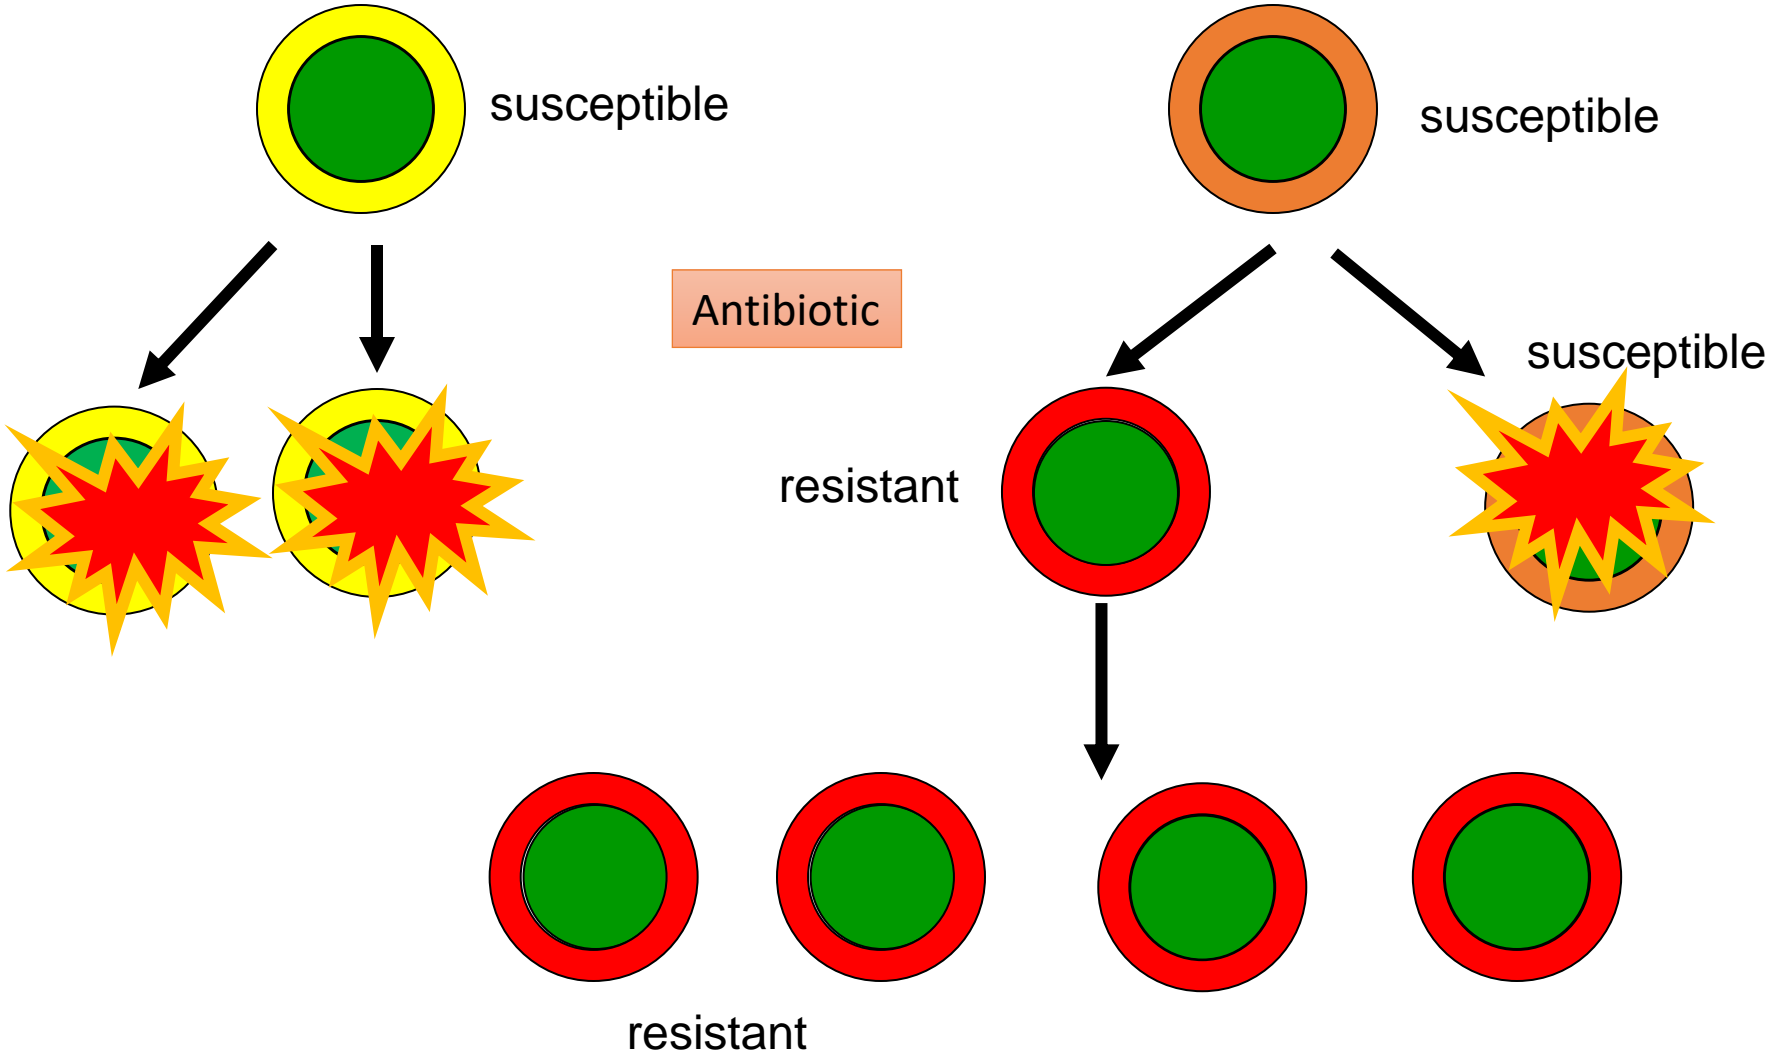 susceptible
susceptible
Antibiotic
susceptible
resistant
resistant